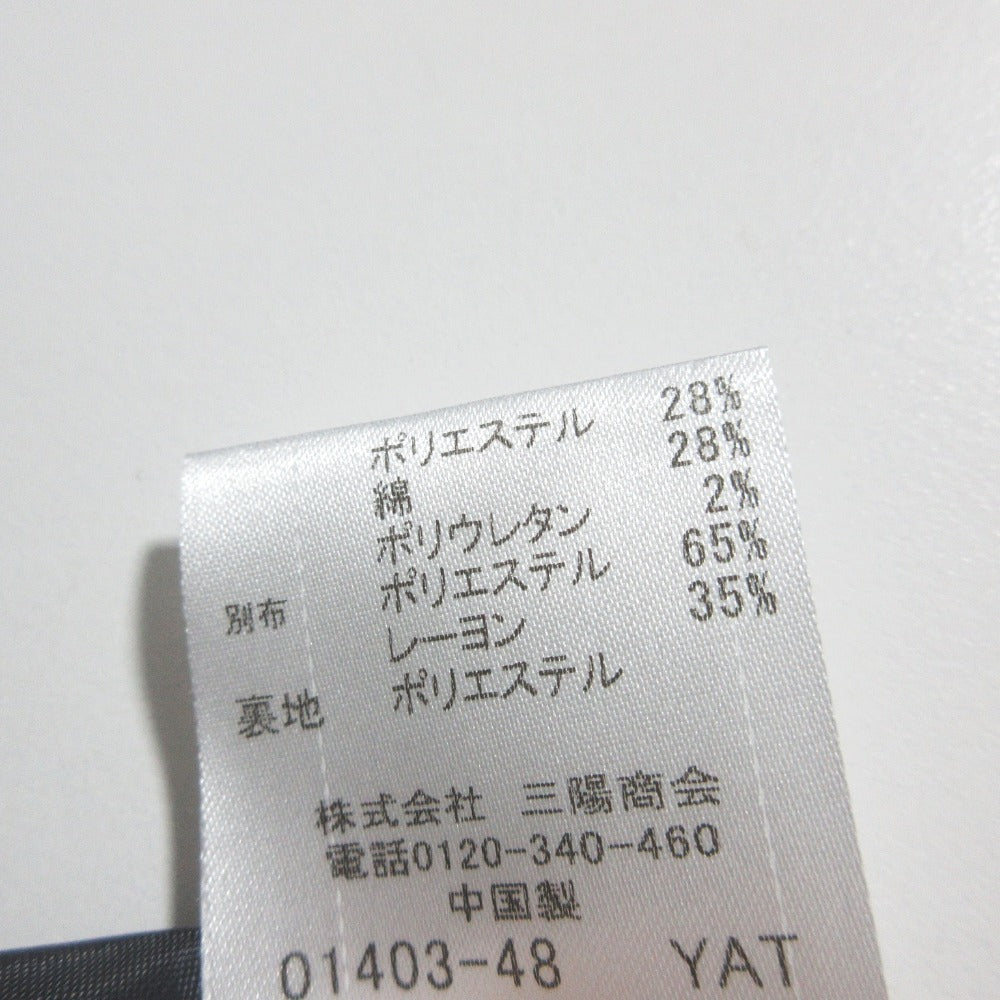 ポリエステル 28%
綿 28%
ポリウレタン 2%
別布 ポリエステル 65%
レーヨン 35%
裏地 ポリエステル
株式会社 三陽商会
電話0120-340-460
中国製
01403-48 YAT